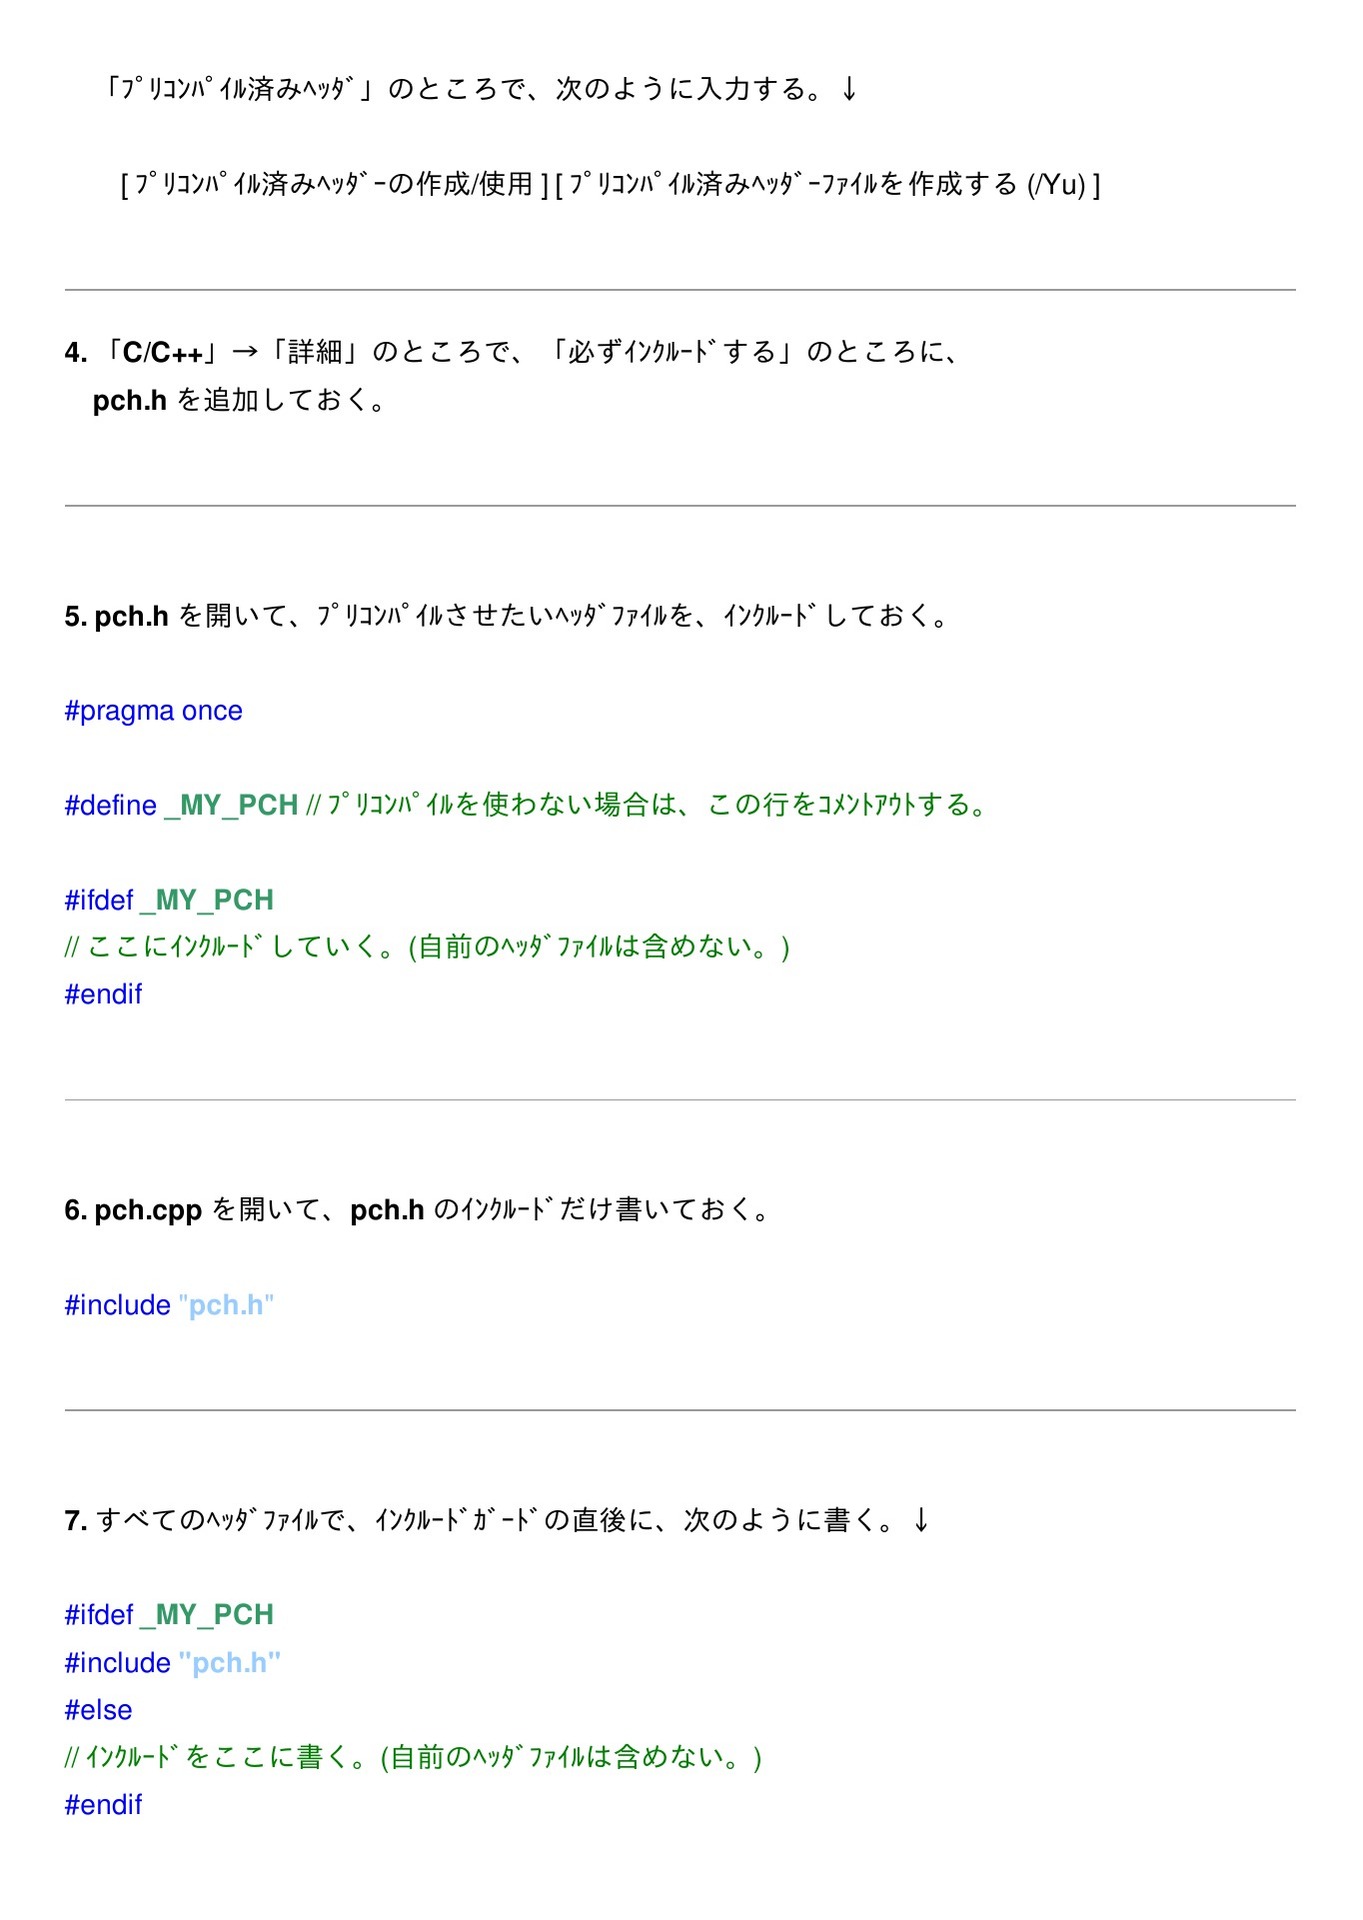 「ﾌﾟﾘｺﾝﾊﾟｲﾙ済みﾍｯﾀﾞ」のところで、次のように入力する。↓
[ ﾌﾟﾘｺﾝﾊﾟｲﾙ済みﾍｯﾀﾞｰの作成/使用 ] [ ﾌﾟﾘｺﾝﾊﾟｲﾙ済みﾍｯﾀﾞｰﾌｧｲﾙを作成する (/Yu) ]
4. 「C/C++」→「詳細」のところで、「必ずｲﾝｸﾙｰﾄﾞする」のところに、
pch.h を追加しておく。
5. pch.h を開いて、ﾌﾟﾘｺﾝﾊﾟｲﾙさせたいﾍｯﾀﾞﾌｧｲﾙを、ｲﾝｸﾙｰﾄﾞしておく。
#pragma once
#define _MY_PCH // ﾌﾟﾘｺﾝﾊﾟｲﾙを使わない場合は、この行をｺﾒﾝﾄｱｳﾄする。
#ifdef _MY_PCH
// ここにｲﾝｸﾙｰﾄﾞしていく。(自前のﾍｯﾀﾞﾌｧｲﾙは含めない。)
#endif
6. pch.cpp を開いて、pch.h のｲﾝｸﾙｰﾄﾞだけ書いておく。
#include "pch.h"
7. すべてのﾍｯﾀﾞﾌｧｲﾙで、ｲﾝｸﾙｰﾄﾞｶﾞｰﾄﾞの直後に、次のように書く。↓
#ifdef _MY_PCH
#include "pch.h"
#else
// ｲﾝｸﾙｰﾄﾞをここに書く。(自前のﾍｯﾀﾞﾌｧｲﾙは含めない。)
#endif